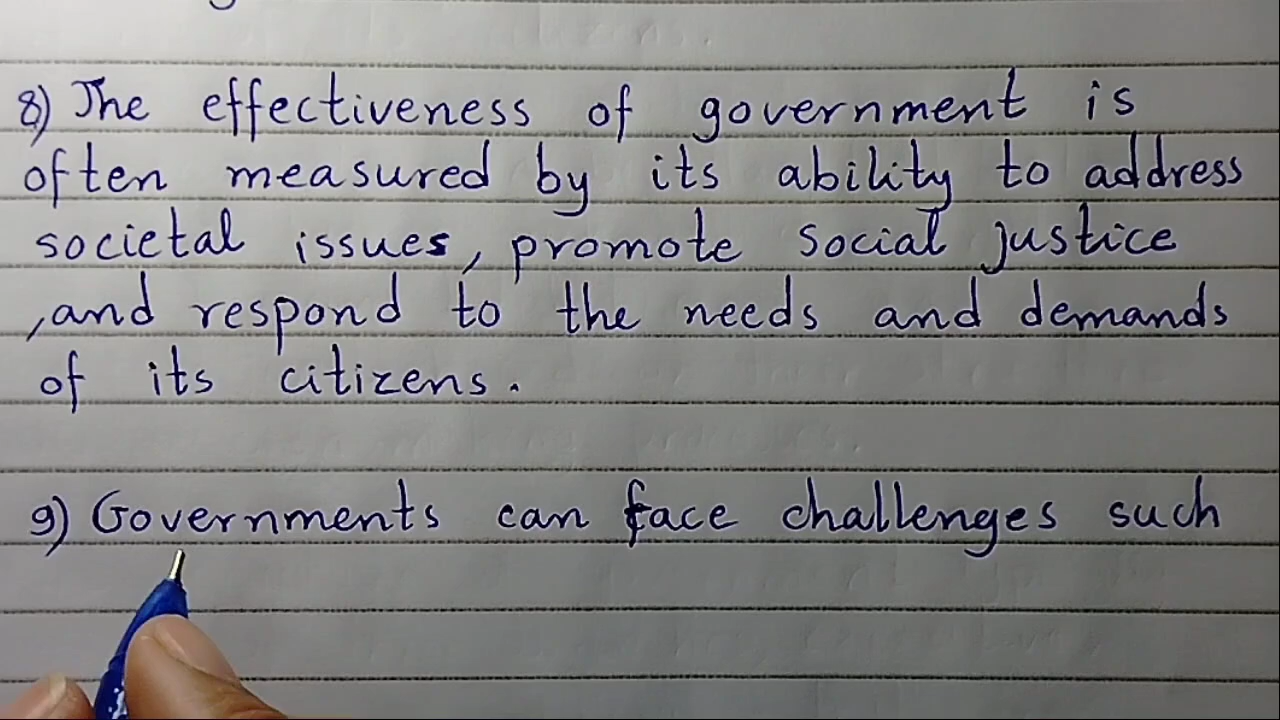 8) The effectiveness of government is
often measured by its ability to address
societal issues, promote social justice
,and respond to the needs and demands
of its citizens.
9) Governments can face challenges such